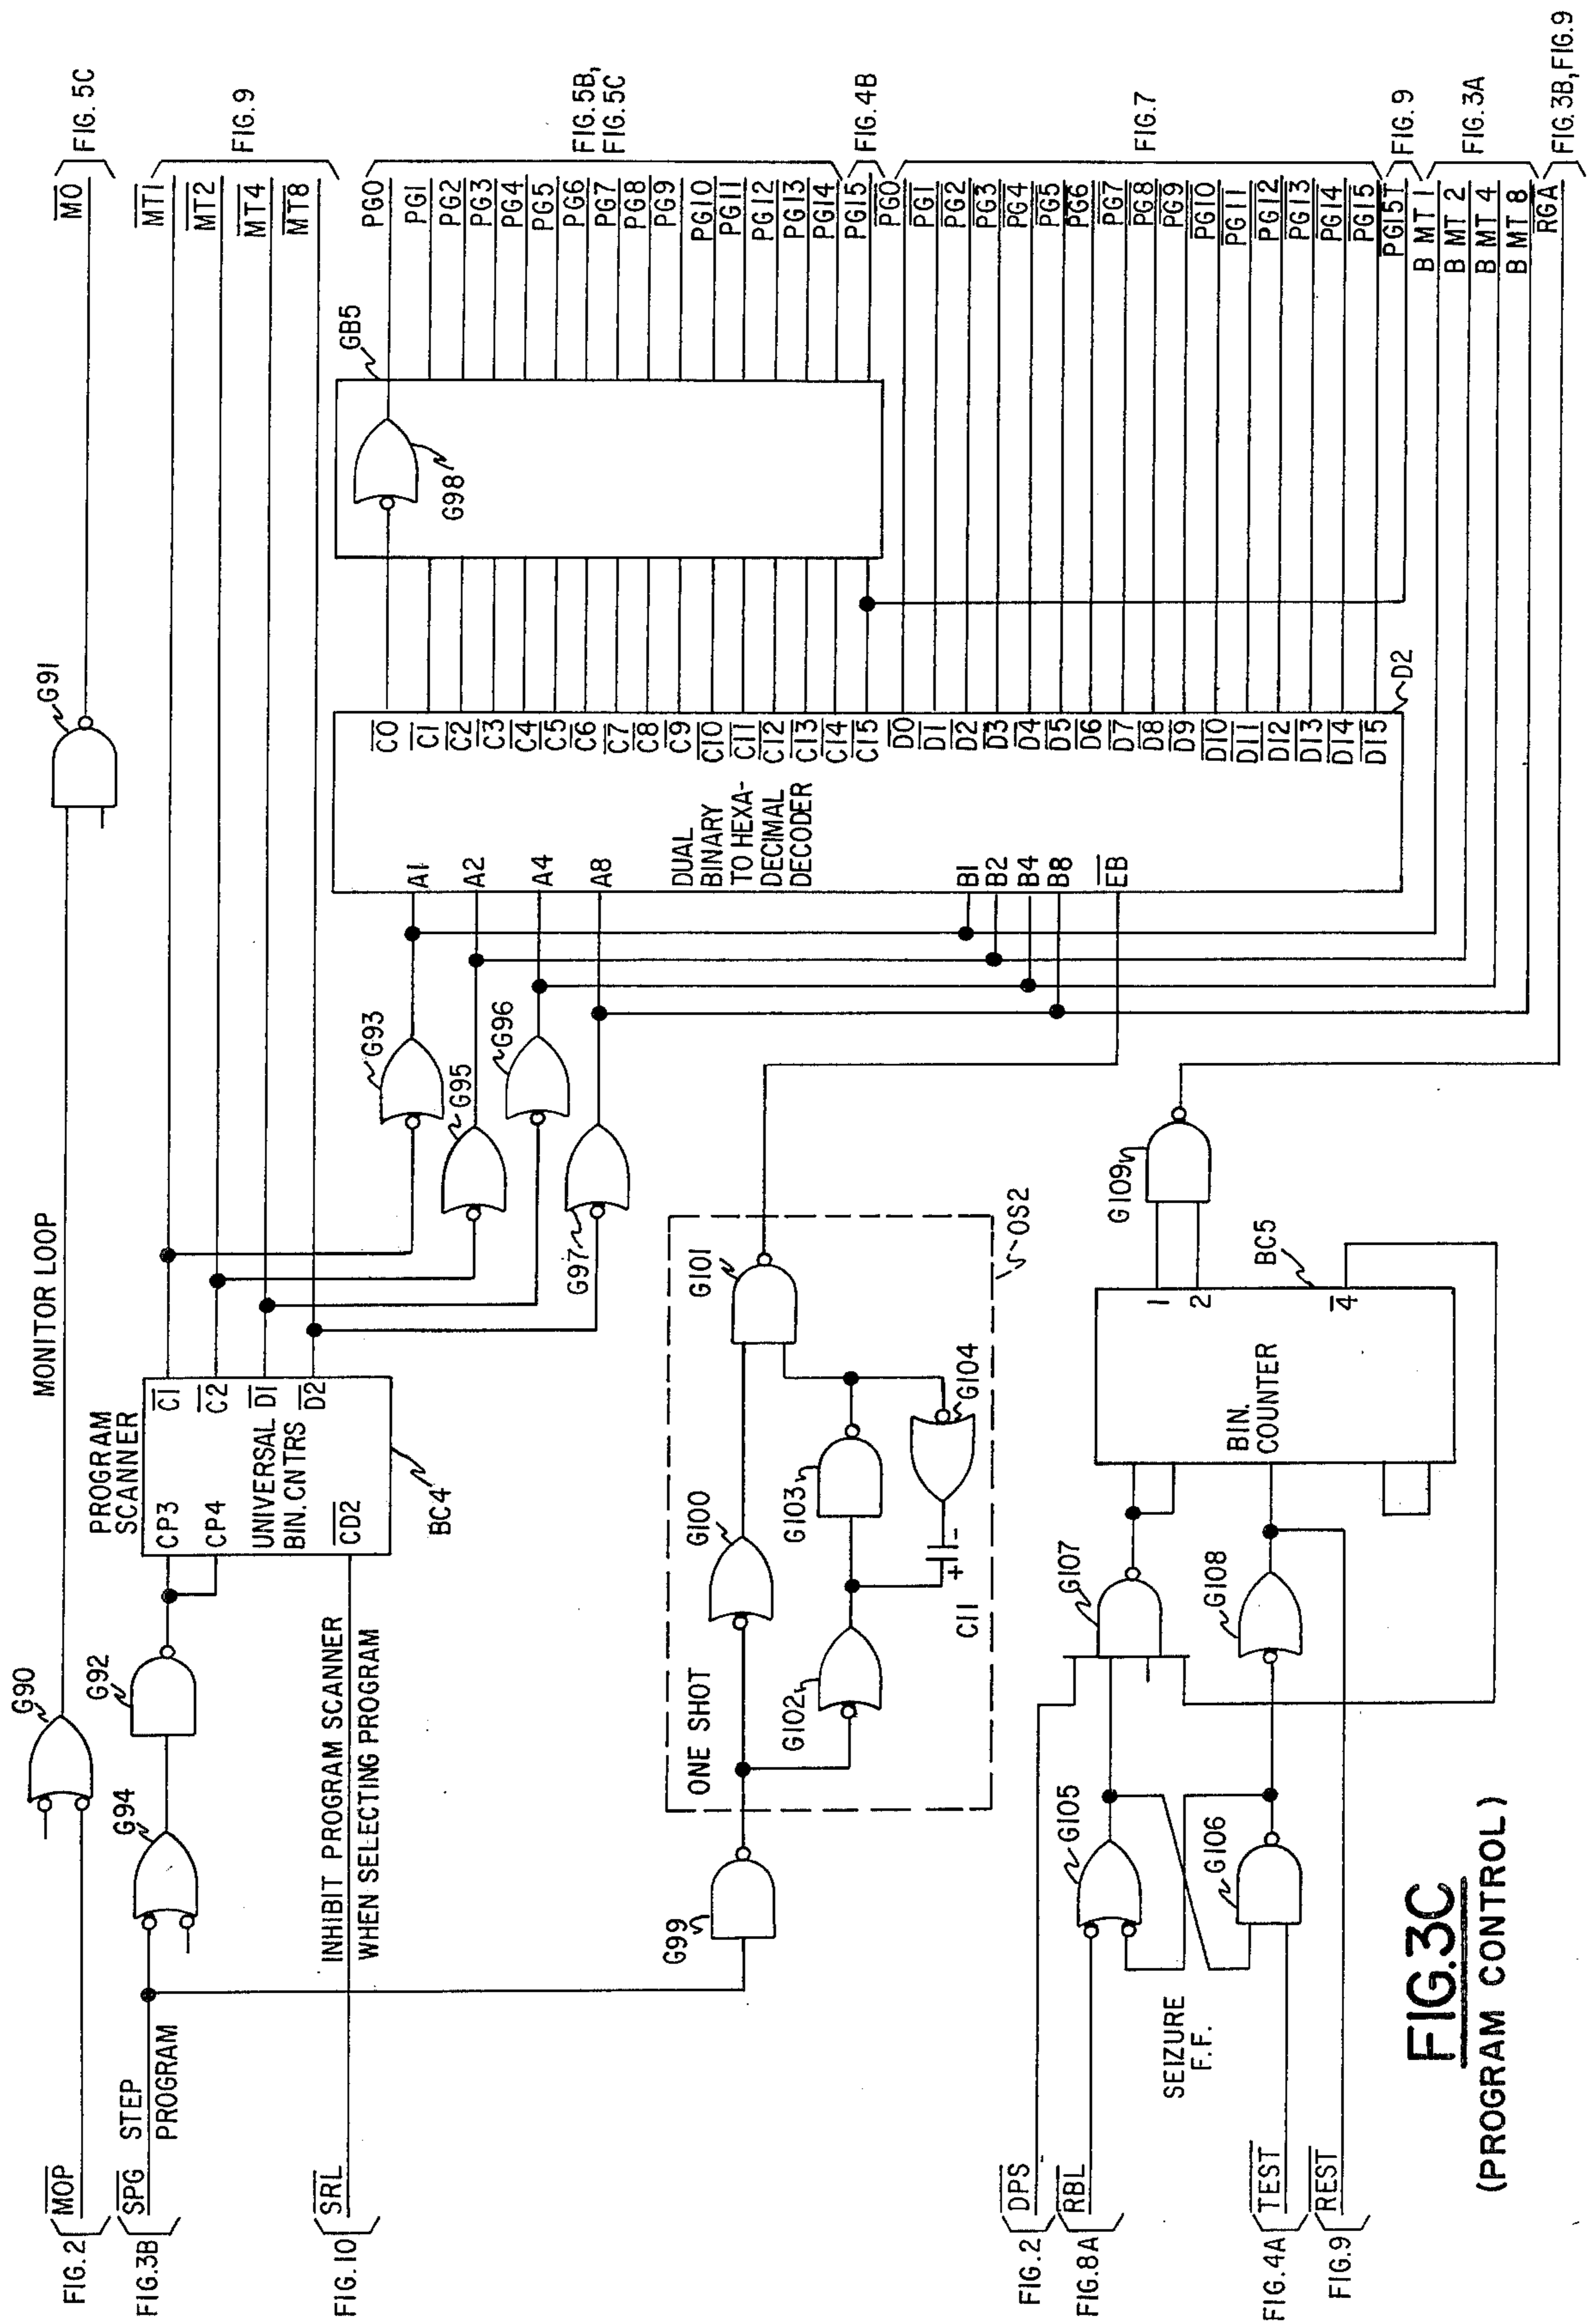 FIG. 2
MOP
G90
MONITOR LOOP
G91
MO
FIG. 5C
FIG. 3B
SPG
STEP
PROGRAM
G94
G92
PROGRAM
SCANNER
CP3
CP4
UNIVERSAL
BIN. CNTRS
CD2
C1
C2
D1
D2
BC4
MT1
MT2
MT4
MT8
FIG. 9
FIG. 10
SRL
INHIBIT PROGRAM SCANNER
WHEN SELECTING PROGRAM
G93
G95
G96
G97
A1
A2
A4
A8
DUAL
BINARY
TO HEXA-
DECIMAL
DECODER
B1
B2
B4
B8
EB
C0
C1
C2
C3
C4
C5
C6
C7
C8
C9
C10
C11
C12
C13
C14
C15
D0
D1
D2
D3
D4
D5
D6
D7
D8
D9
D10
D11
D12
D13
D14
D15
D2
GB5
G98
PG0
PG1
PG2
PG3
PG4
PG5
PG6
PG7
PG8
PG9
PG10
PG11
PG12
PG13
PG14
PG15
PG0
PG1
PG2
PG3
PG4
PG5
PG6
PG7
PG8
PG9
PG10
PG11
PG12
PG13
PG14
PG15
PG15T
B MT 1
B MT 2
B MT 4
B MT 8
RGA
FIG. 5B,
FIG. 5C
FIG. 4B
FIG. 7
FIG. 9
FIG. 3A
FIG. 3B, FIG. 9
G99
ONE SHOT
G100
G101
G102
G103
G104
+
-
C11
OS2
FIG. 2
DPS
FIG. 8A
RBL
SEIZURE
F.F.
G105
G106
G107
G108
BIN.
COUNTER
1
2
4
BC5
G109
FIG. 4A
TEST
REST
FIG. 9
FIG.3C
(PROGRAM CONTROL)